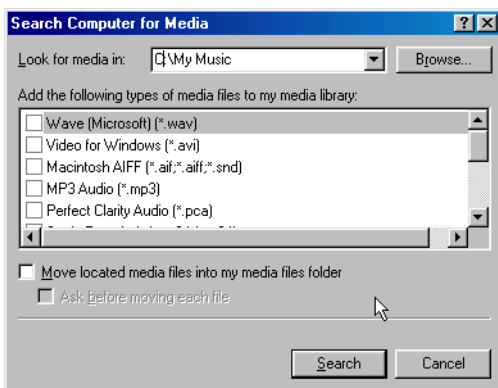 Search Computer for Media
Look for media in: C:\My Music Browse...
Add the following types of media files to my media library:
Wave (Microsoft) (*.wav)
Video for Windows (*.avi)
Macintosh AIFF (*.aif;*.aiff;*.snd)
MP3 Audio (*.mp3)
Perfect Clarity Audio (*.pca)
Move located media files into my media files folder
Ask before moving each file
Search Cancel